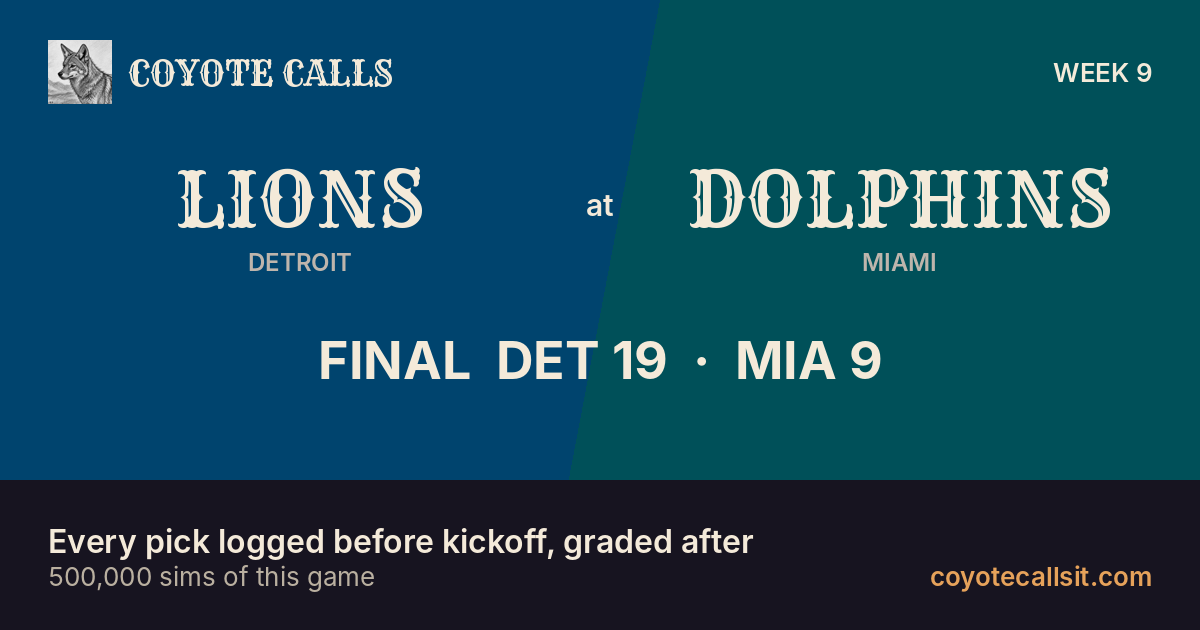 COYOTE CALLS
WEEK 9
LIONS
at
DOLPHINS
DETROIT
MIAMI
FINAL DET 19 · MIA 9
Every pick logged before kickoff, graded after
500,000 sims of this game
coyotecallsit.com